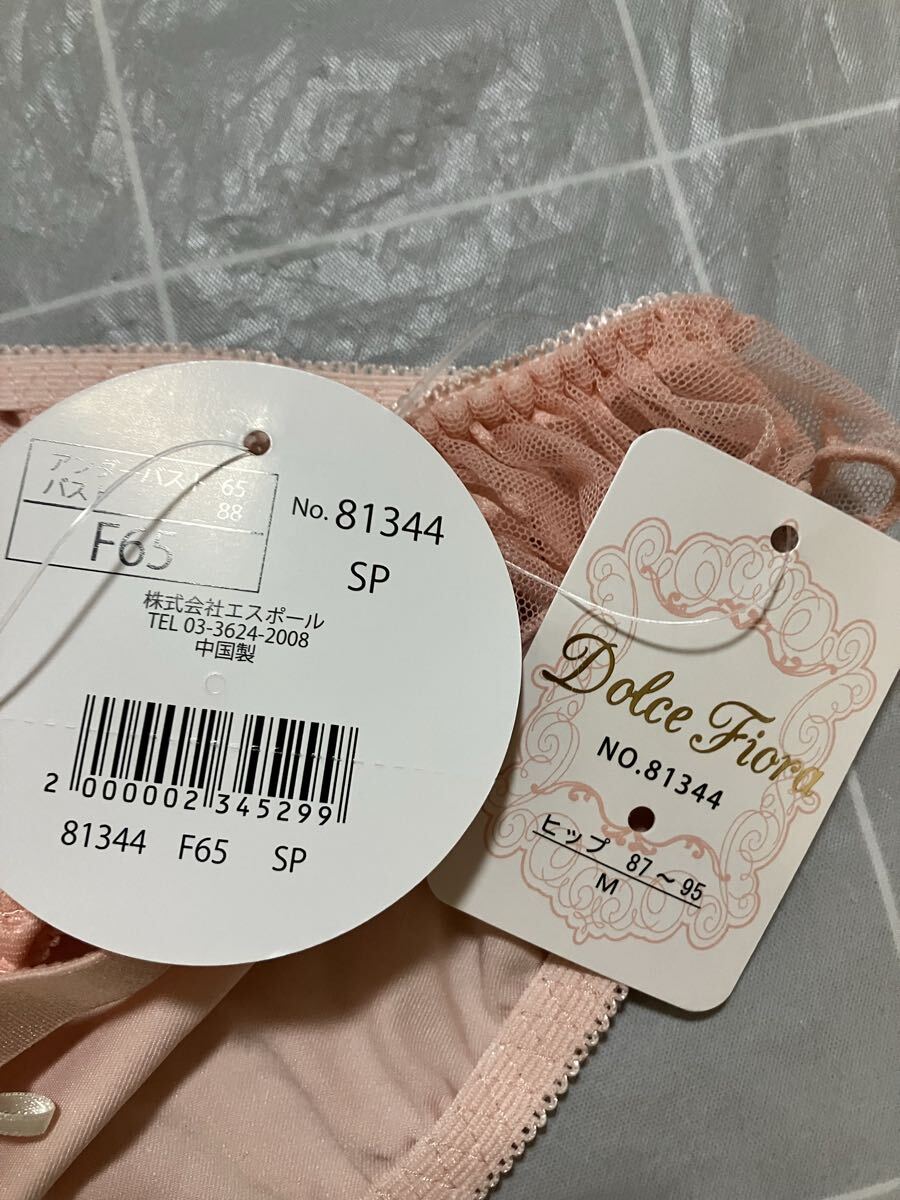 アンダーバスト 65
バスト 88
F65
No. 81344
SP
株式会社エスポール
TEL 03-3624-2008
中国製
2 000002 345299
81344 F65 SP
Dolce Fiora
NO.81344
ヒップ 87～95
M